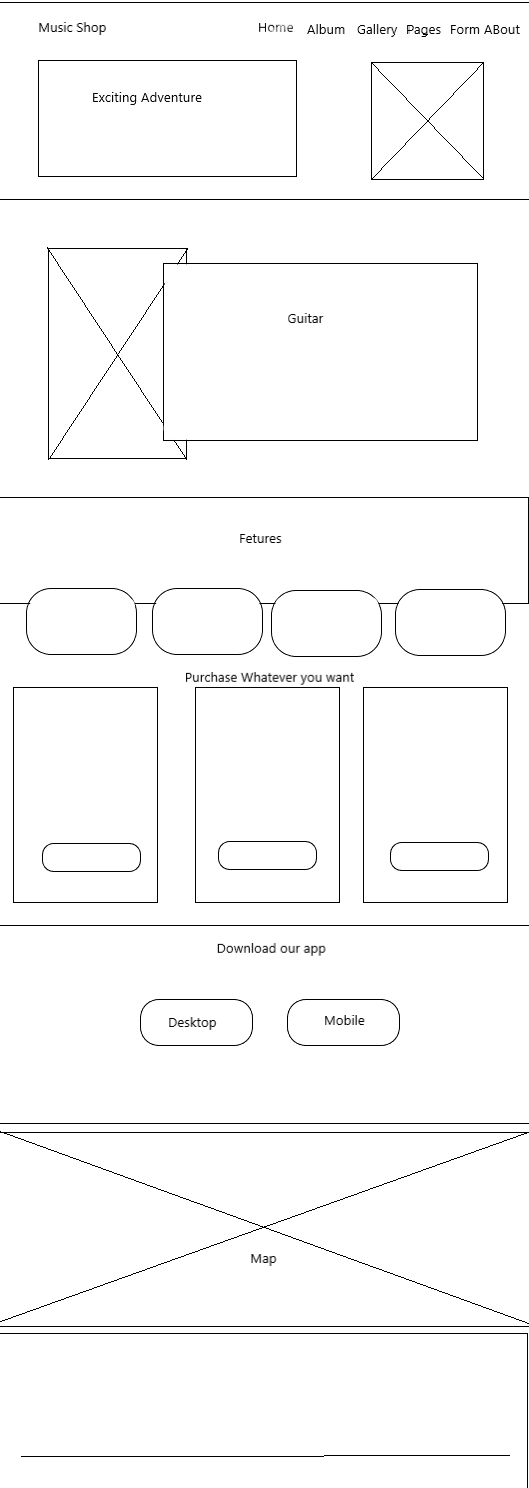 Music Shop Home Album Gallery Pages Form ABout
Exciting Adventure
Guitar
Fetures
Purchase Whatever you want
Download our app
Desktop Mobile
Map